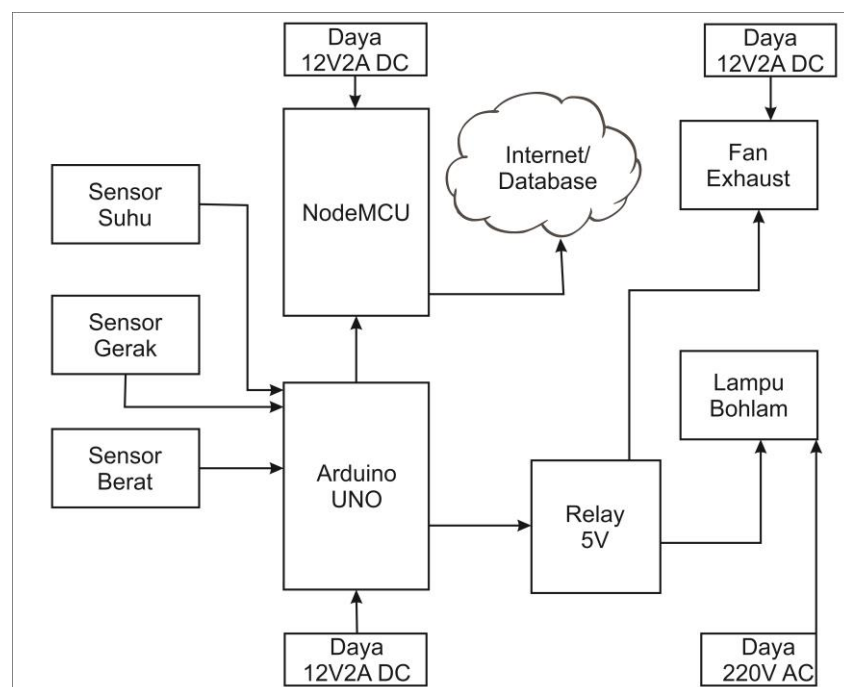 Daya
12V2A DC
Daya
12V2A DC
Internet/
Database
Fan
Exhaust
Sensor
Suhu
NodeMCU
Sensor
Gerak
Lampu
Bohlam
Sensor
Berat
Arduino
UNO
Relay
5V
Daya
12V2A DC
Daya
220V AC